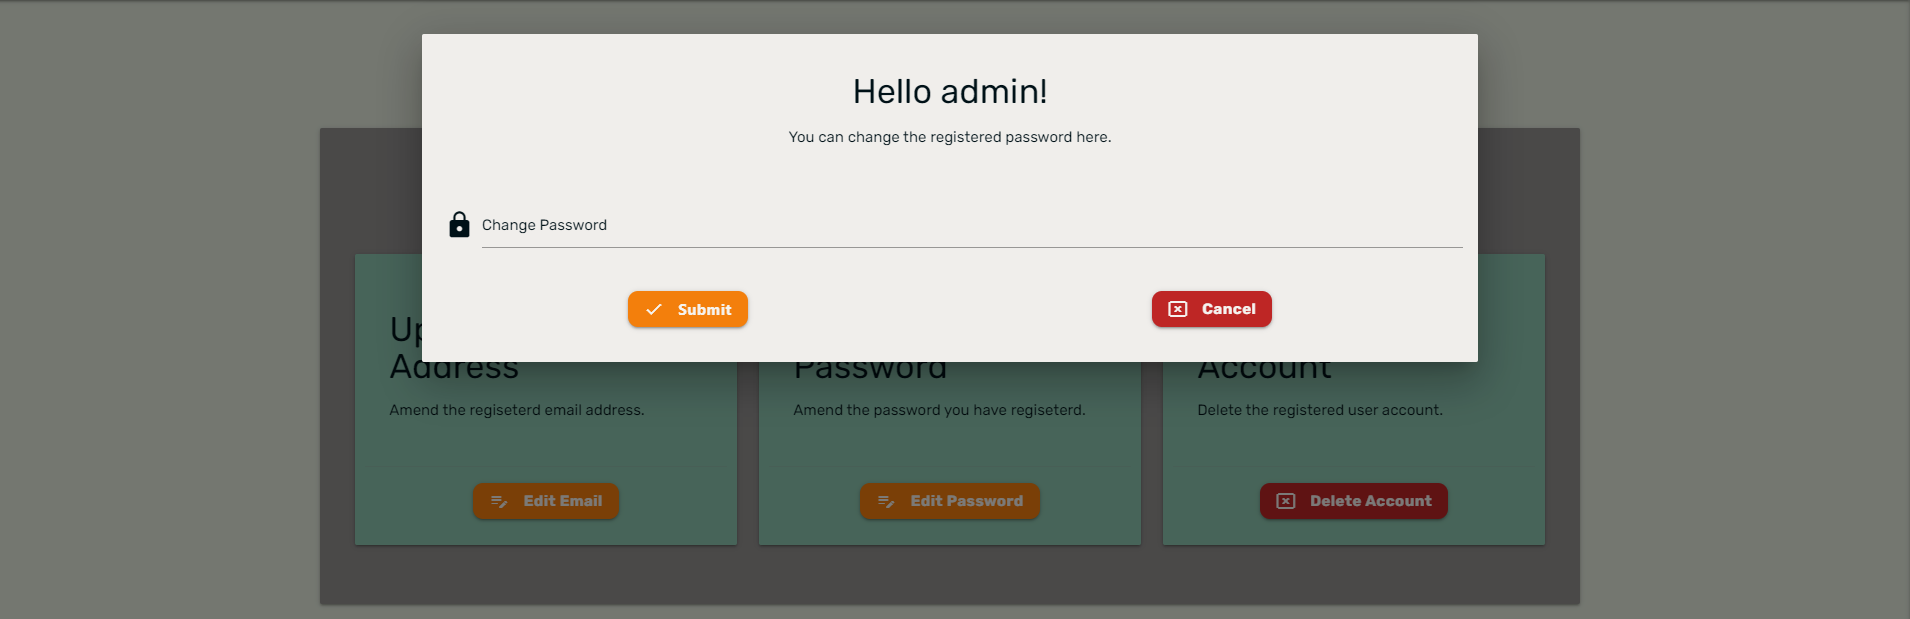 Hello admin!
You can change the registered password here.
Change Password
Submit
Cancel
Address
Password
Account
Amend the regiseterd email address.
Amend the password you have regiseterd.
Delete the registered user account.
Edit Email
Edit Password
Delete Account